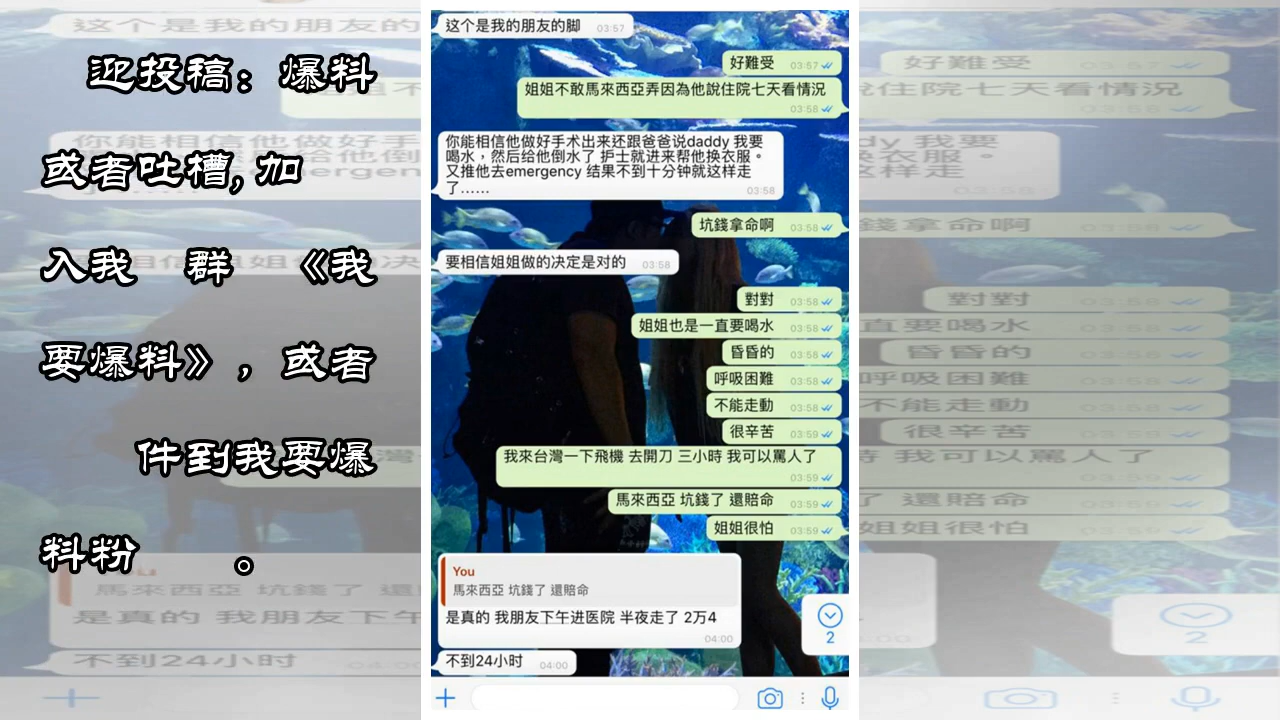 迎投稿：爆料
或者吐槽,加
入我 群 《我
要爆料》，或者
件到我要爆
料粉 。
这个是我的朋友的脚 03:57
好難受 03:57
姐姐不敢馬來西亞弄因為他說住院七天看情況
03:58
你能相信他做好手术出来还跟爸爸说daddy 我要
喝水，然后给他倒水了 护士就进来帮他换衣服。
又推他去emergency 结果不到十分钟就这样走
了…… 03:58
坑錢拿命啊 03:58
要相信姐姐做的决定是对的 03:58
對對 03:58
姐姐也是一直要喝水 03:58
昏昏的 03:58
呼吸困難 03:58
不能走動 03:58
很辛苦 03:59
我來台灣一下飛機 去開刀 三小時 我可以罵人了
03:59
馬來西亞 坑錢了 還賠命 03:59
姐姐很怕 03:59
You
馬來西亞 坑錢了 還賠命
是真的 我朋友下午进医院 半夜走了 2万4
04:00
2
不到24小时 04:00